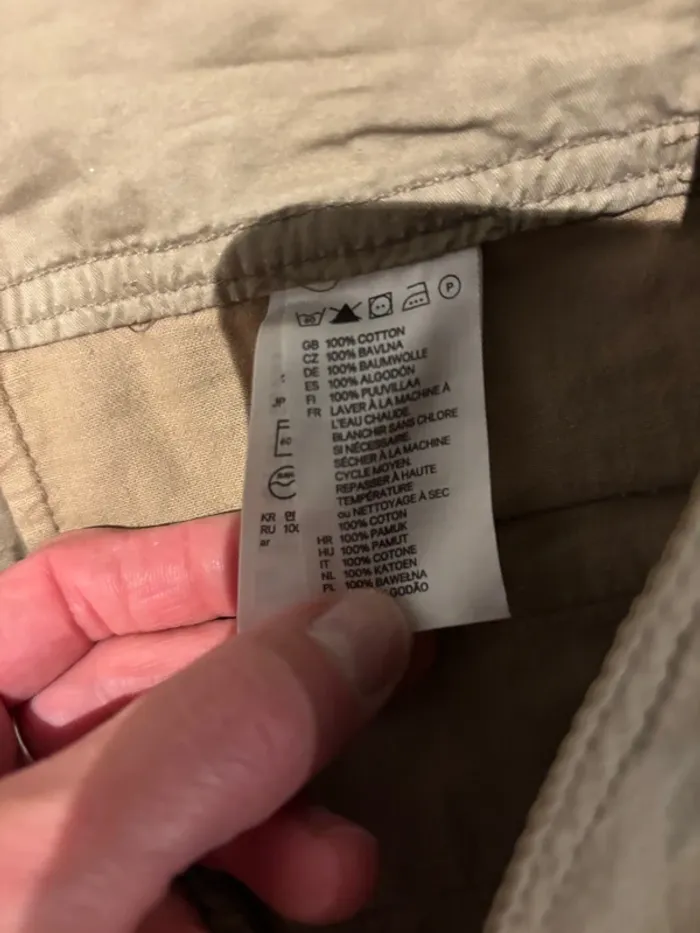 P
GB 100% COTTON
CZ 100% BAVLNA
DE 100% BAUMWOLLE
ES 100% ALGODÓN
FI 100% PUUVILLAA
FR LAVER À LA MACHINE À
L'EAU CHAUDE.
BLANCHIR SANS CHLORE
SI NÉCESSAIRE.
SÉCHER À LA MACHINE
CYCLE MOYEN.
REPASSER À HAUTE
TEMPÉRATURE
ou NETTOYAGE À SEC
100% COTON
HR 100% PAMUK
HU 100% PAMUT
IT 100% COTONE
NL 100% KATOEN
PL 100% BAWEŁNA
GODÃO
JP
KR 면
RU 100